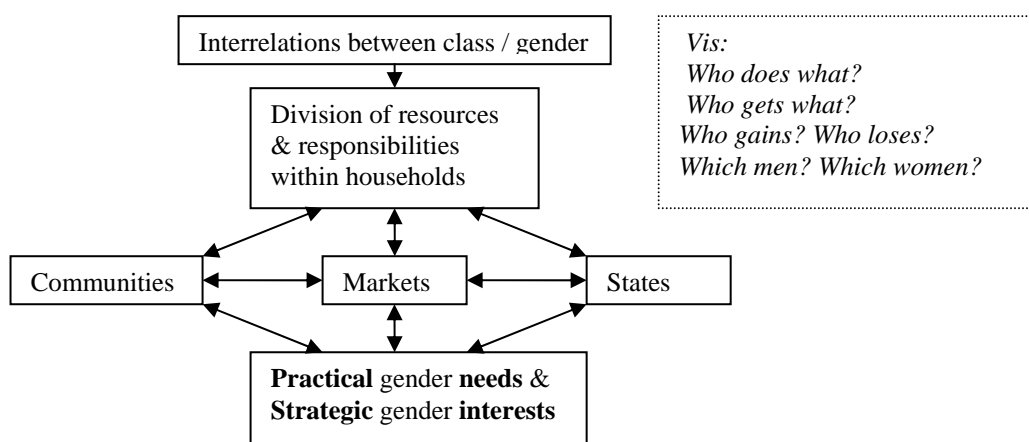 Interrelations between class / gender
Vis:
Who does what?
Who gets what?
Who gains? Who loses?
Which men? Which women?
Division of resources
& responsibilities
within households
Communities
Markets
States
Practical gender needs &
Strategic gender interests